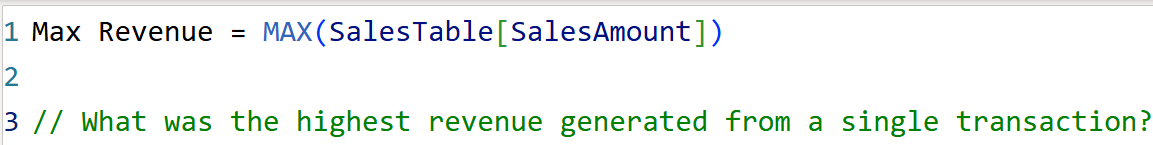 1 Max Revenue = MAX(SalesTable[SalesAmount])
2
3 // What was the highest revenue generated from a single transaction?